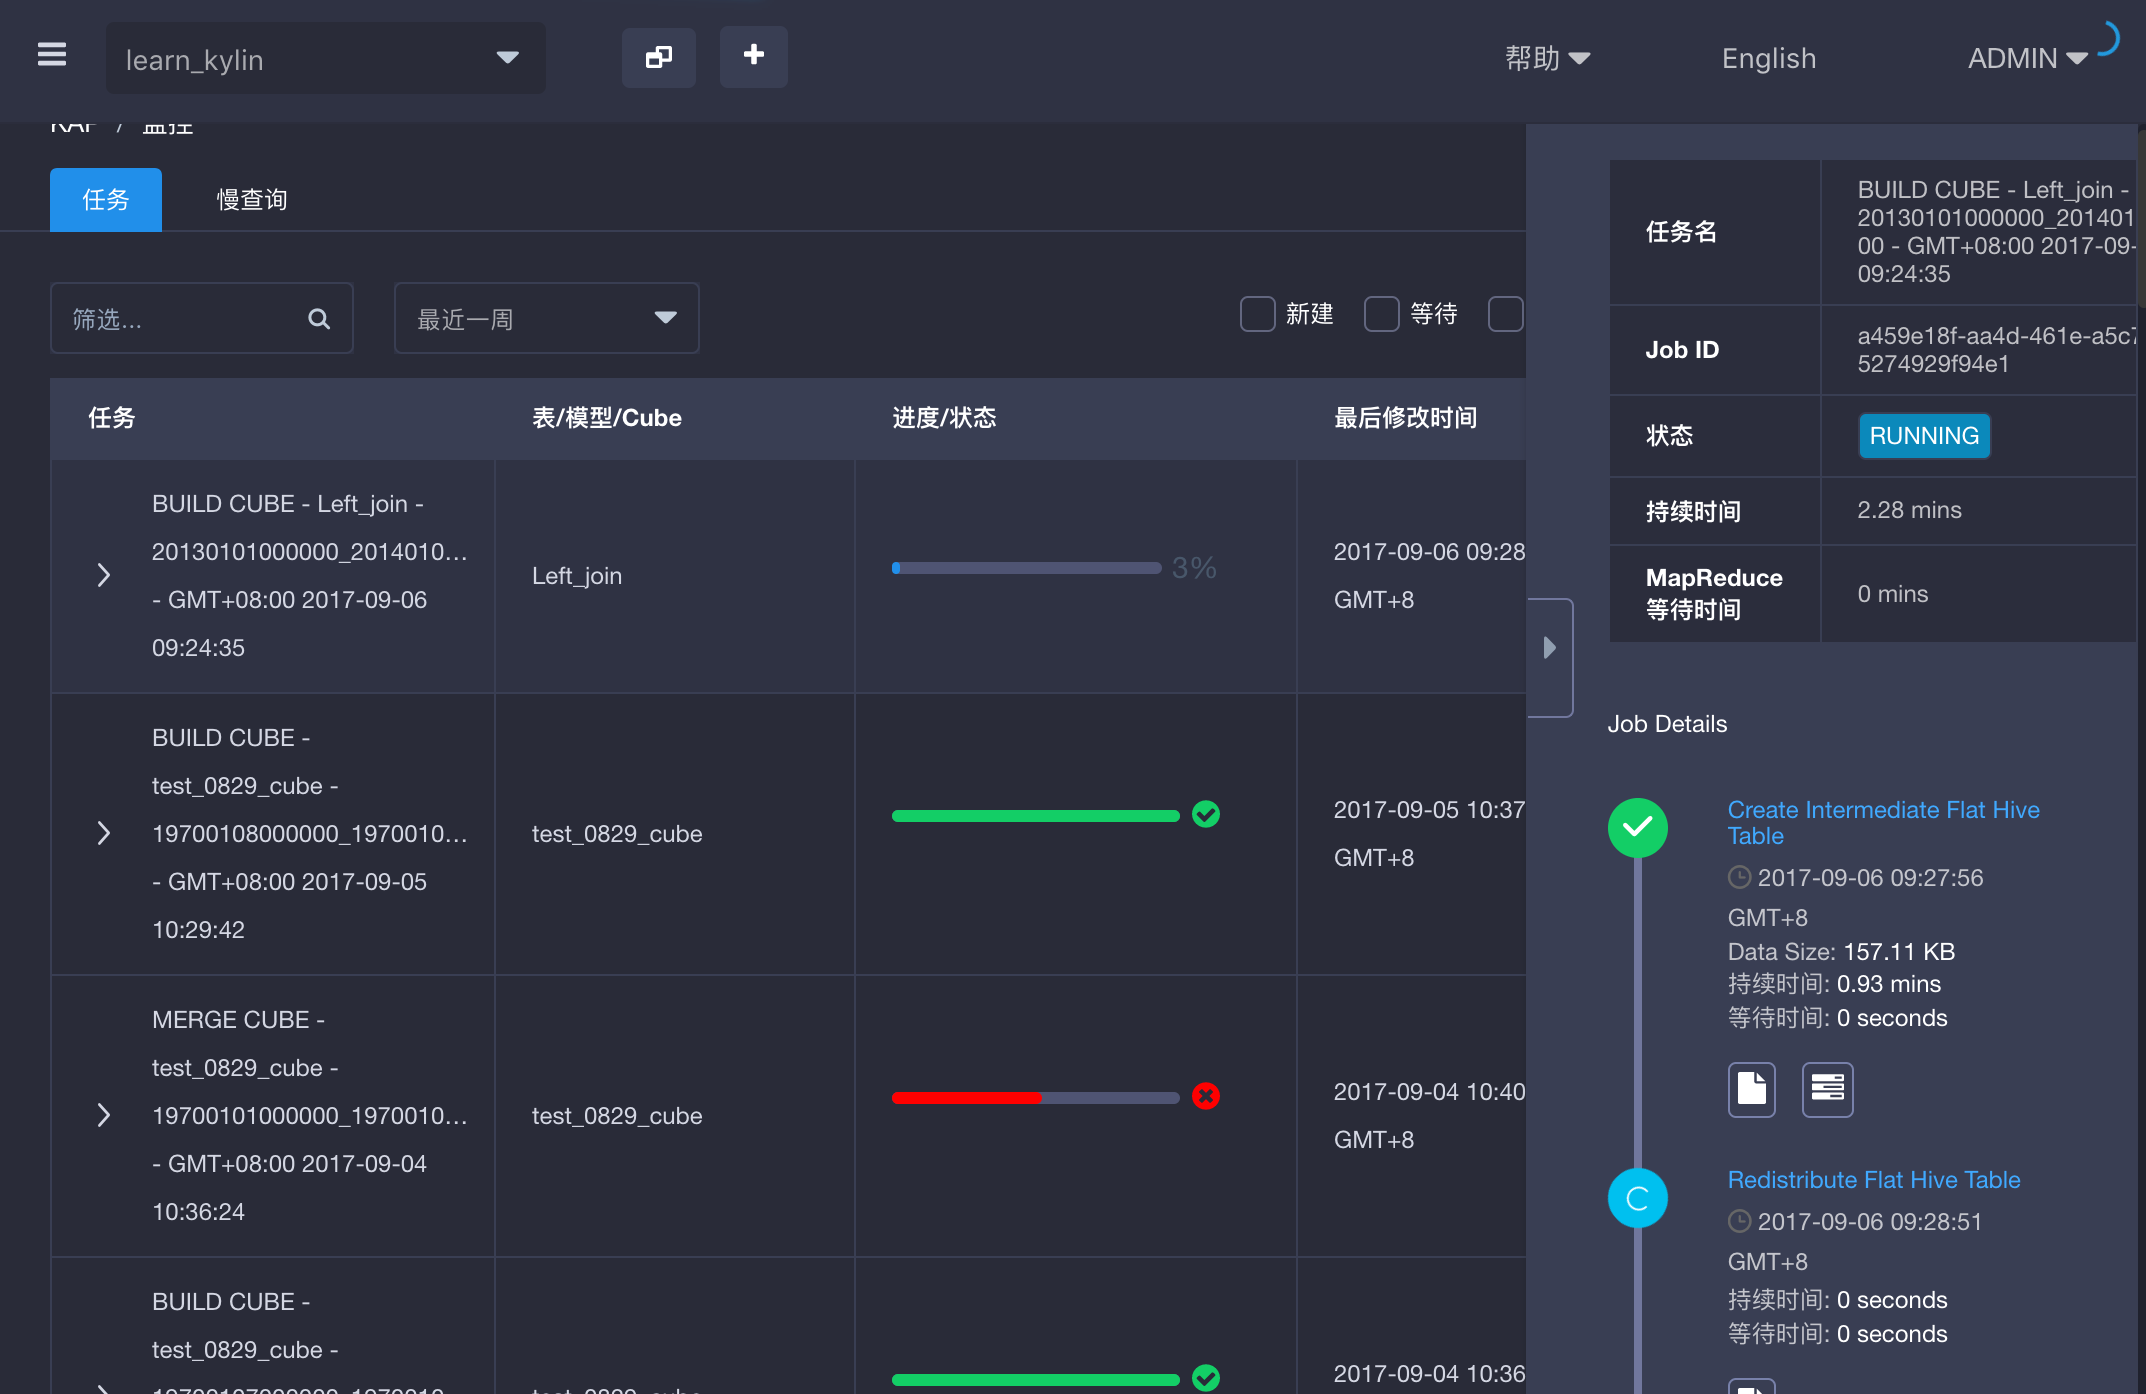 learn_kylin
帮助
English
ADMIN
KAP / 监控
任务
慢查询
筛选...
最近一周
新建
等待
任务
表/模型/Cube
进度/状态
最后修改时间
BUILD CUBE - Left_join -
20130101000000_2014010...
- GMT+08:00 2017-09-06
09:24:35
Left_join
3%
2017-09-06 09:28
GMT+8
BUILD CUBE -
test_0829_cube -
19700108000000_1970010...
- GMT+08:00 2017-09-05
10:29:42
test_0829_cube
2017-09-05 10:37
GMT+8
MERGE CUBE -
test_0829_cube -
19700101000000_1970010...
- GMT+08:00 2017-09-04
10:36:24
test_0829_cube
2017-09-04 10:40
GMT+8
BUILD CUBE -
test_0829_cube -
2017-09-04 10:36
任务名
BUILD CUBE - Left_join -
20130101000000_201401
00 - GMT+08:00 2017-09-
09:24:35
Job ID
a459e18f-aa4d-461e-a5c7
5274929f94e1
状态
RUNNING
持续时间
2.28 mins
MapReduce
等待时间
0 mins
Job Details
Create Intermediate Flat Hive
Table
2017-09-06 09:27:56
GMT+8
Data Size: 157.11 KB
持续时间: 0.93 mins
等待时间: 0 seconds
Redistribute Flat Hive Table
2017-09-06 09:28:51
GMT+8
持续时间: 0 seconds
等待时间: 0 seconds